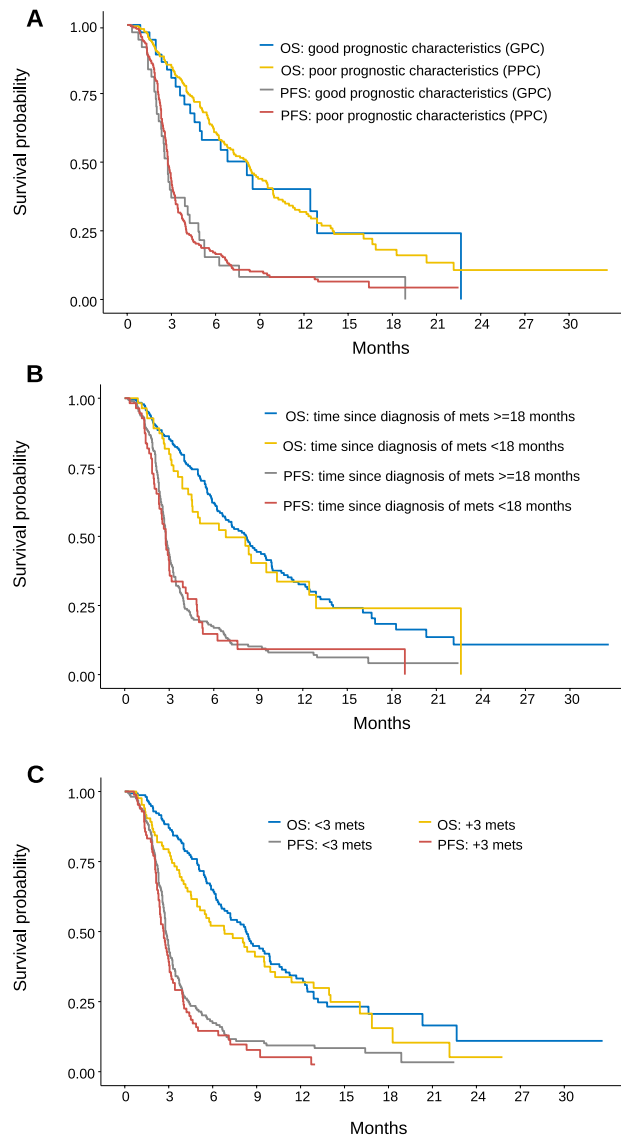 A
1.00
0.75
0.50
0.25
0.00
Survival probability
OS: good prognostic characteristics (GPC)
OS: poor prognostic characteristics (PPC)
PFS: good prognostic characteristics (GPC)
PFS: poor prognostic characteristics (PPC)
0 3 6 9 12 15 18 21 24 27 30
Months
B
1.00
0.75
0.50
0.25
0.00
Survival probability
OS: time since diagnosis of mets >=18 months
OS: time since diagnosis of mets <18 months
PFS: time since diagnosis of mets >=18 months
PFS: time since diagnosis of mets <18 months
0 3 6 9 12 15 18 21 24 27 30
Months
C
1.00
0.75
0.50
0.25
0.00
Survival probability
OS: <3 mets OS: +3 mets
PFS: <3 mets PFS: +3 mets
0 3 6 9 12 15 18 21 24 27 30
Months